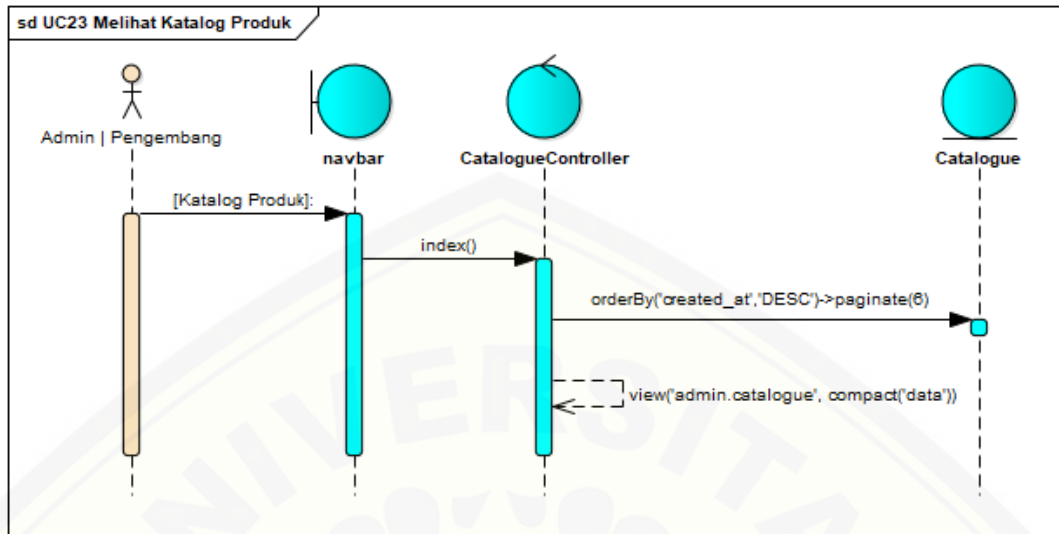 sd UC23 Melihat Katalog Produk
Admin | Pengembang
navbar
CatalogueController
Catalogue
[Katalog Produk]:
index()
orderBy('created_at','DESC')->paginate(6)
view('admin.catalogue', compact('data'))
UNIVERSITA